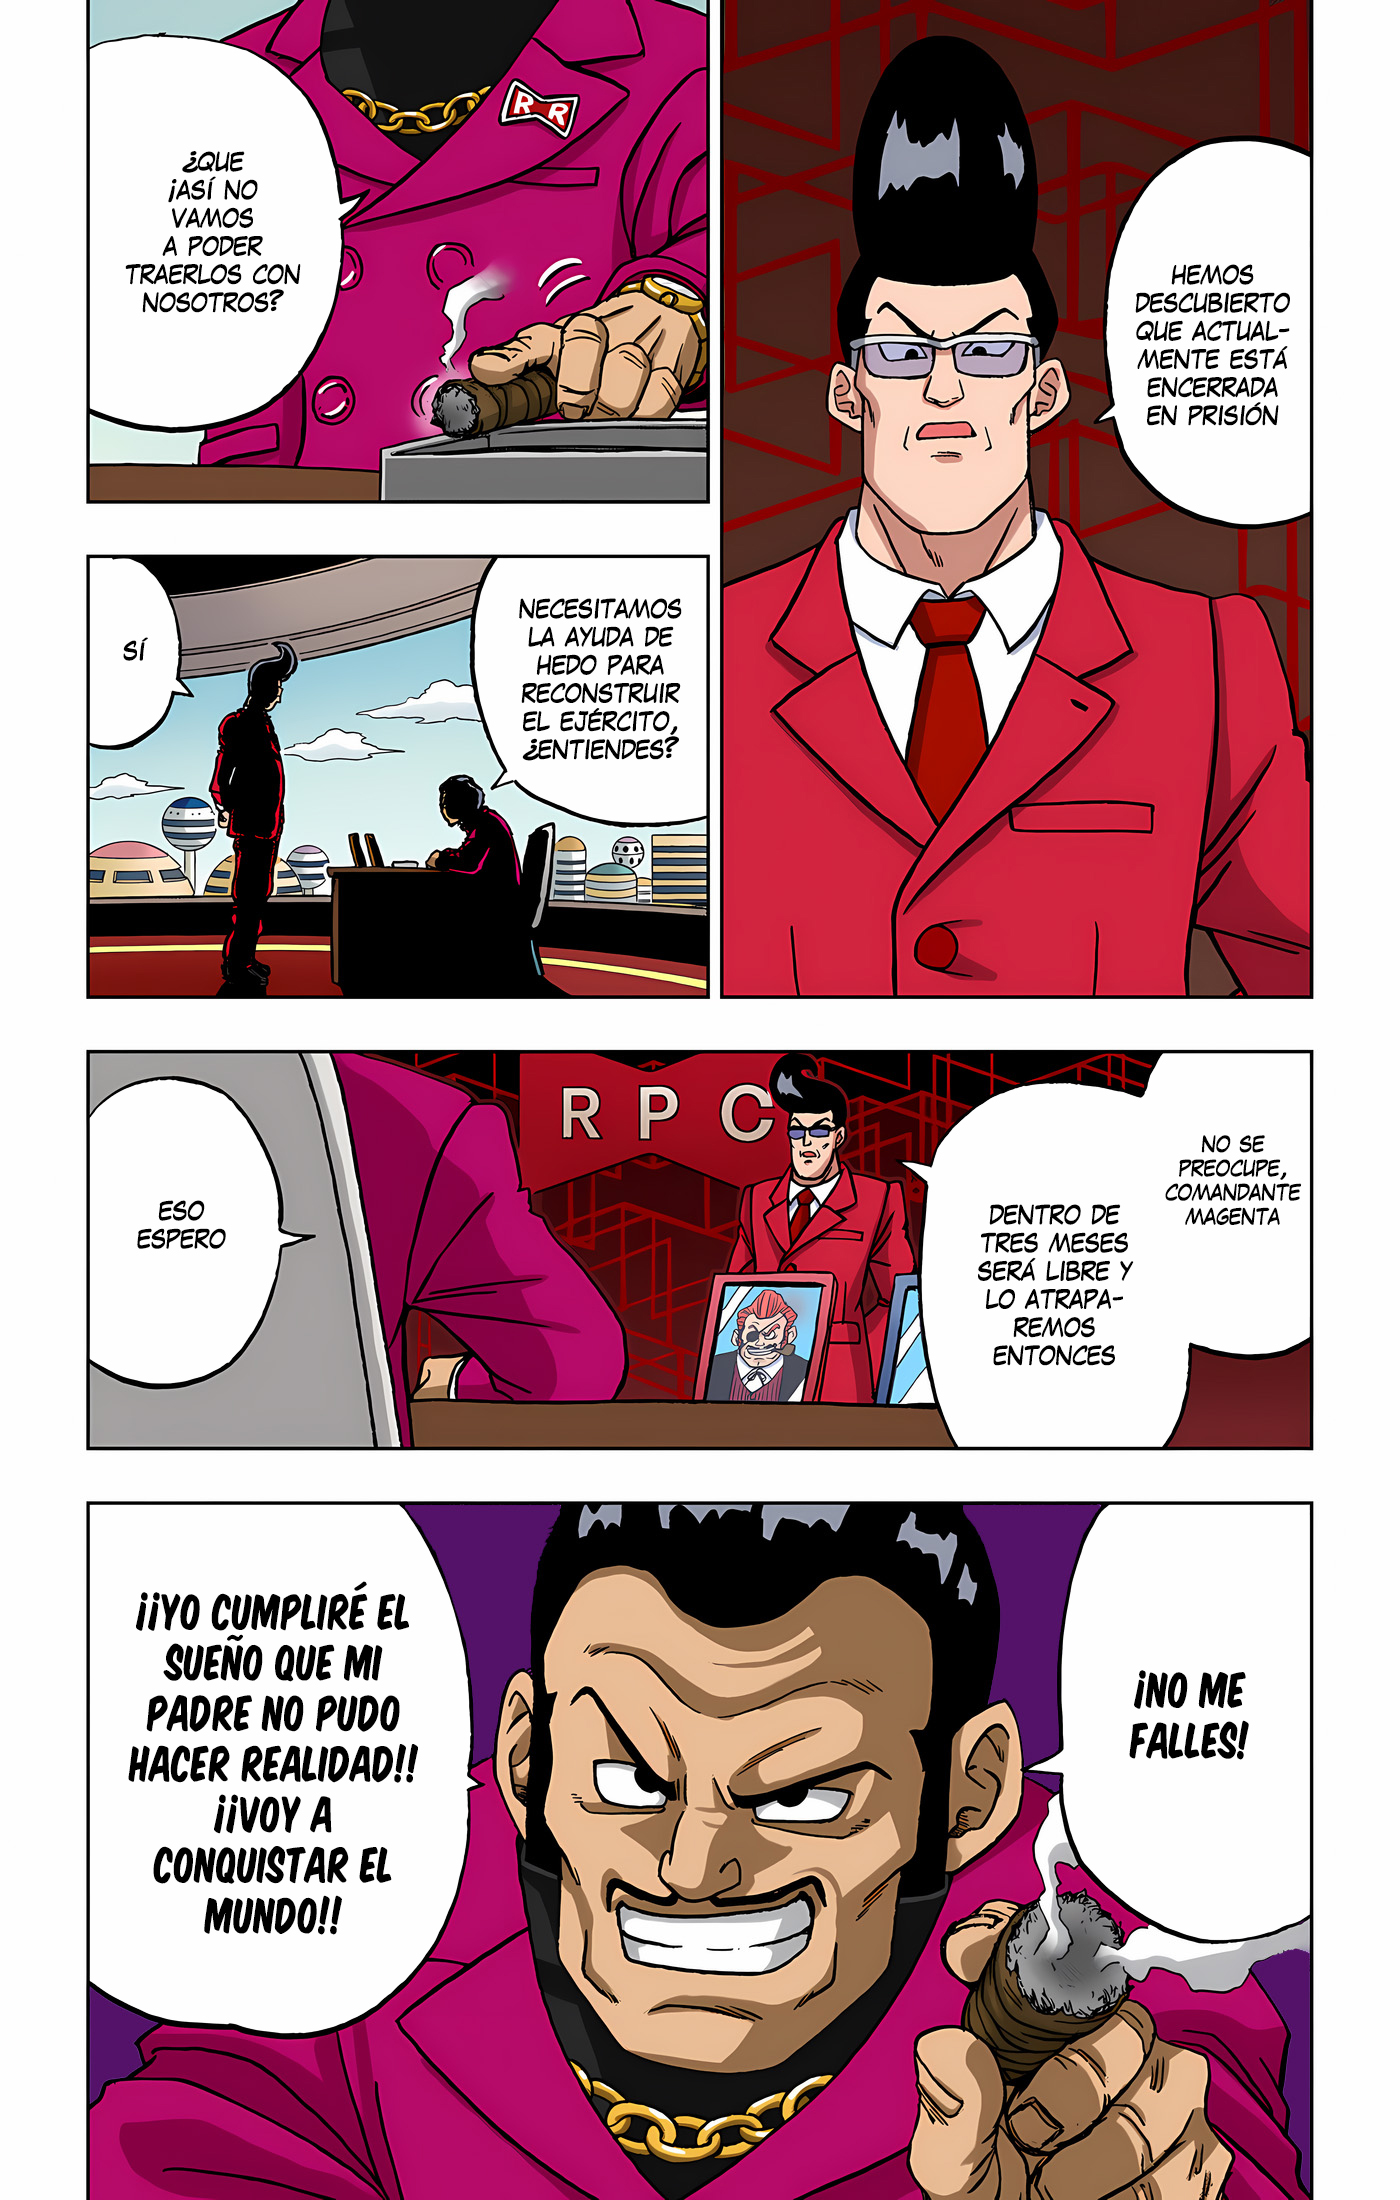 HEMOS
DESCUBIERTO
QUE ACTUAL-
MENTE ESTÁ
ENCERRADA
EN PRISIÓN
R R
¿QUE
¡ASÍ NO
VAMOS
A PODER
TRAERLOS CON
NOSOTROS?
NECESITAMOS
LA AYUDA DE
HEDO PARA
RECONSTRUIR
EL EJÉRCITO,
¿ENTIENDES?
SÍ
NO SE
PREOCUPE,
COMANDANTE
MAGENTA
DENTRO DE
TRES MESES
SERÁ LIBRE Y
LO ATRAPA-
REMOS
ENTONCES
R P C
ESO
ESPERO
¡NO ME
FALLES!
¡¡YO CUMPLIRÉ EL
SUEÑO QUE MI
PADRE NO PUDO
HACER REALIDAD!!
¡¡VOY A
CONQUISTAR EL
MUNDO!!